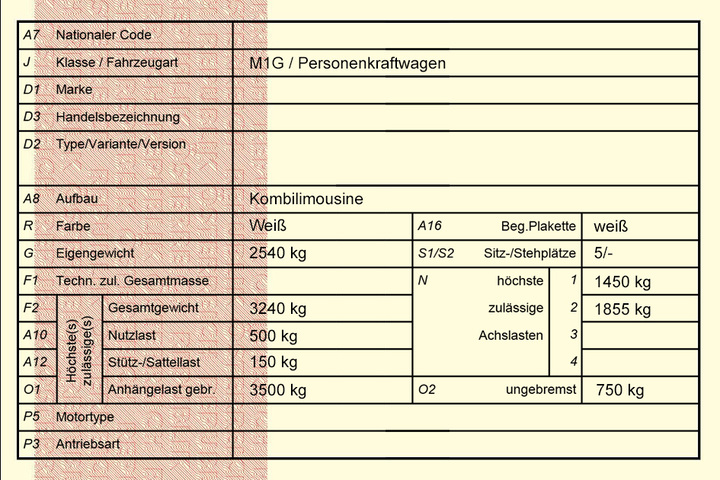 A7 Nationaler Code
J Klasse / Fahrzeugart M1G / Personenkraftwagen
D1 Marke
D3 Handelsbezeichnung
D2 Type/Variante/Version
A8 Aufbau Kombilimousine
R Farbe Weiß A16 Beg.Plakette weiß
G Eigengewicht 2540 kg S1/S2 Sitz-/Stehplätze 5/-
F1 Techn. zul. Gesamtmasse N höchste 1 1450 kg
F2 Höchste(s) zulässige(s) Gesamtgewicht 3240 kg zulässige 2 1855 kg
A10 Nutzlast 500 kg Achslasten 3
A12 Stütz-/Sattellast 150 kg 4
O1 Anhängelast gebr. 3500 kg O2 ungebremst 750 kg
P5 Motortype
P3 Antriebsart